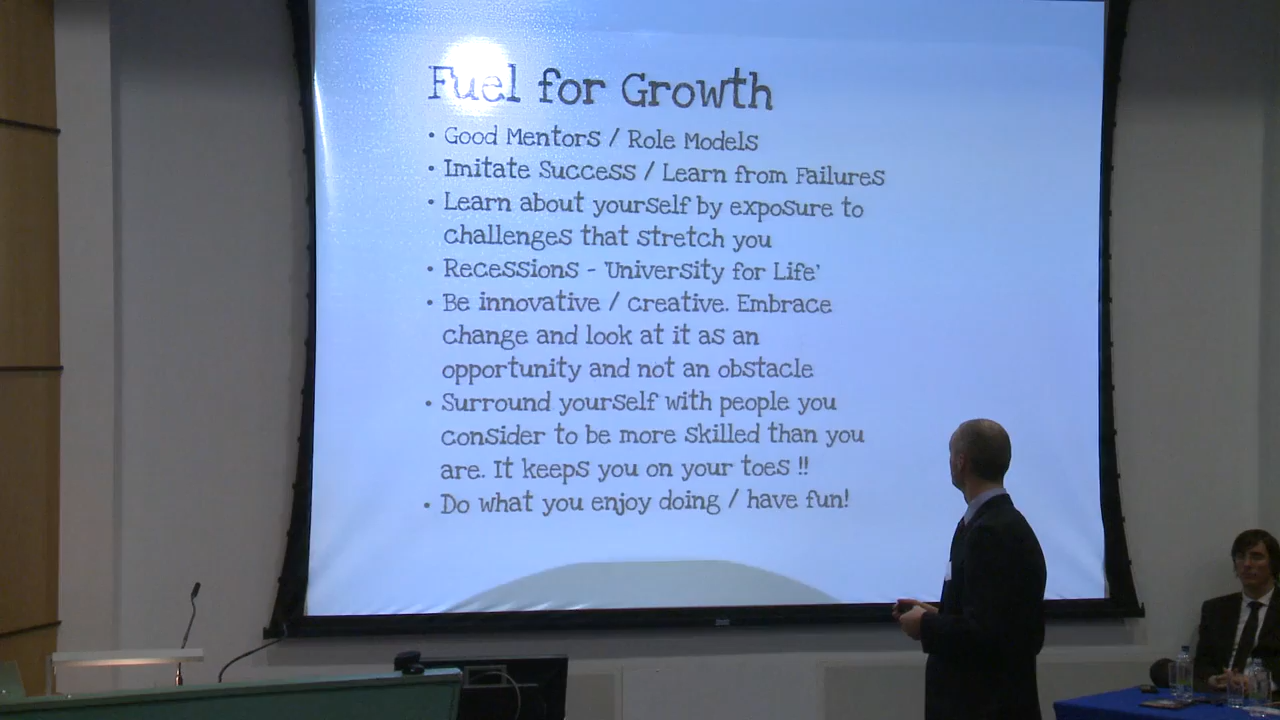 Fuel for Growth
• Good Mentors / Role Models
• Imitate Success / Learn from Failures
• Learn about yourself by exposure to
challenges that stretch you
• Recessions - 'University for Life'
• Be innovative / creative. Embrace
change and look at it as an
opportunity and not an obstacle
• Surround yourself with people you
consider to be more skilled than you
are. It keeps you on your toes !!
• Do what you enjoy doing / have fun!